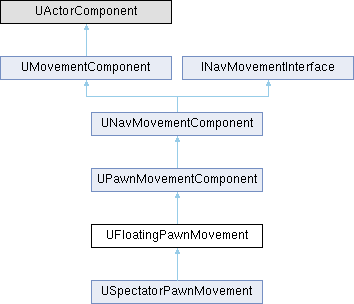 UActorComponent
UMovementComponent
INavMovementInterface
UNavMovementComponent
UPawnMovementComponent
UFloatingPawnMovement
USpectatorPawnMovement